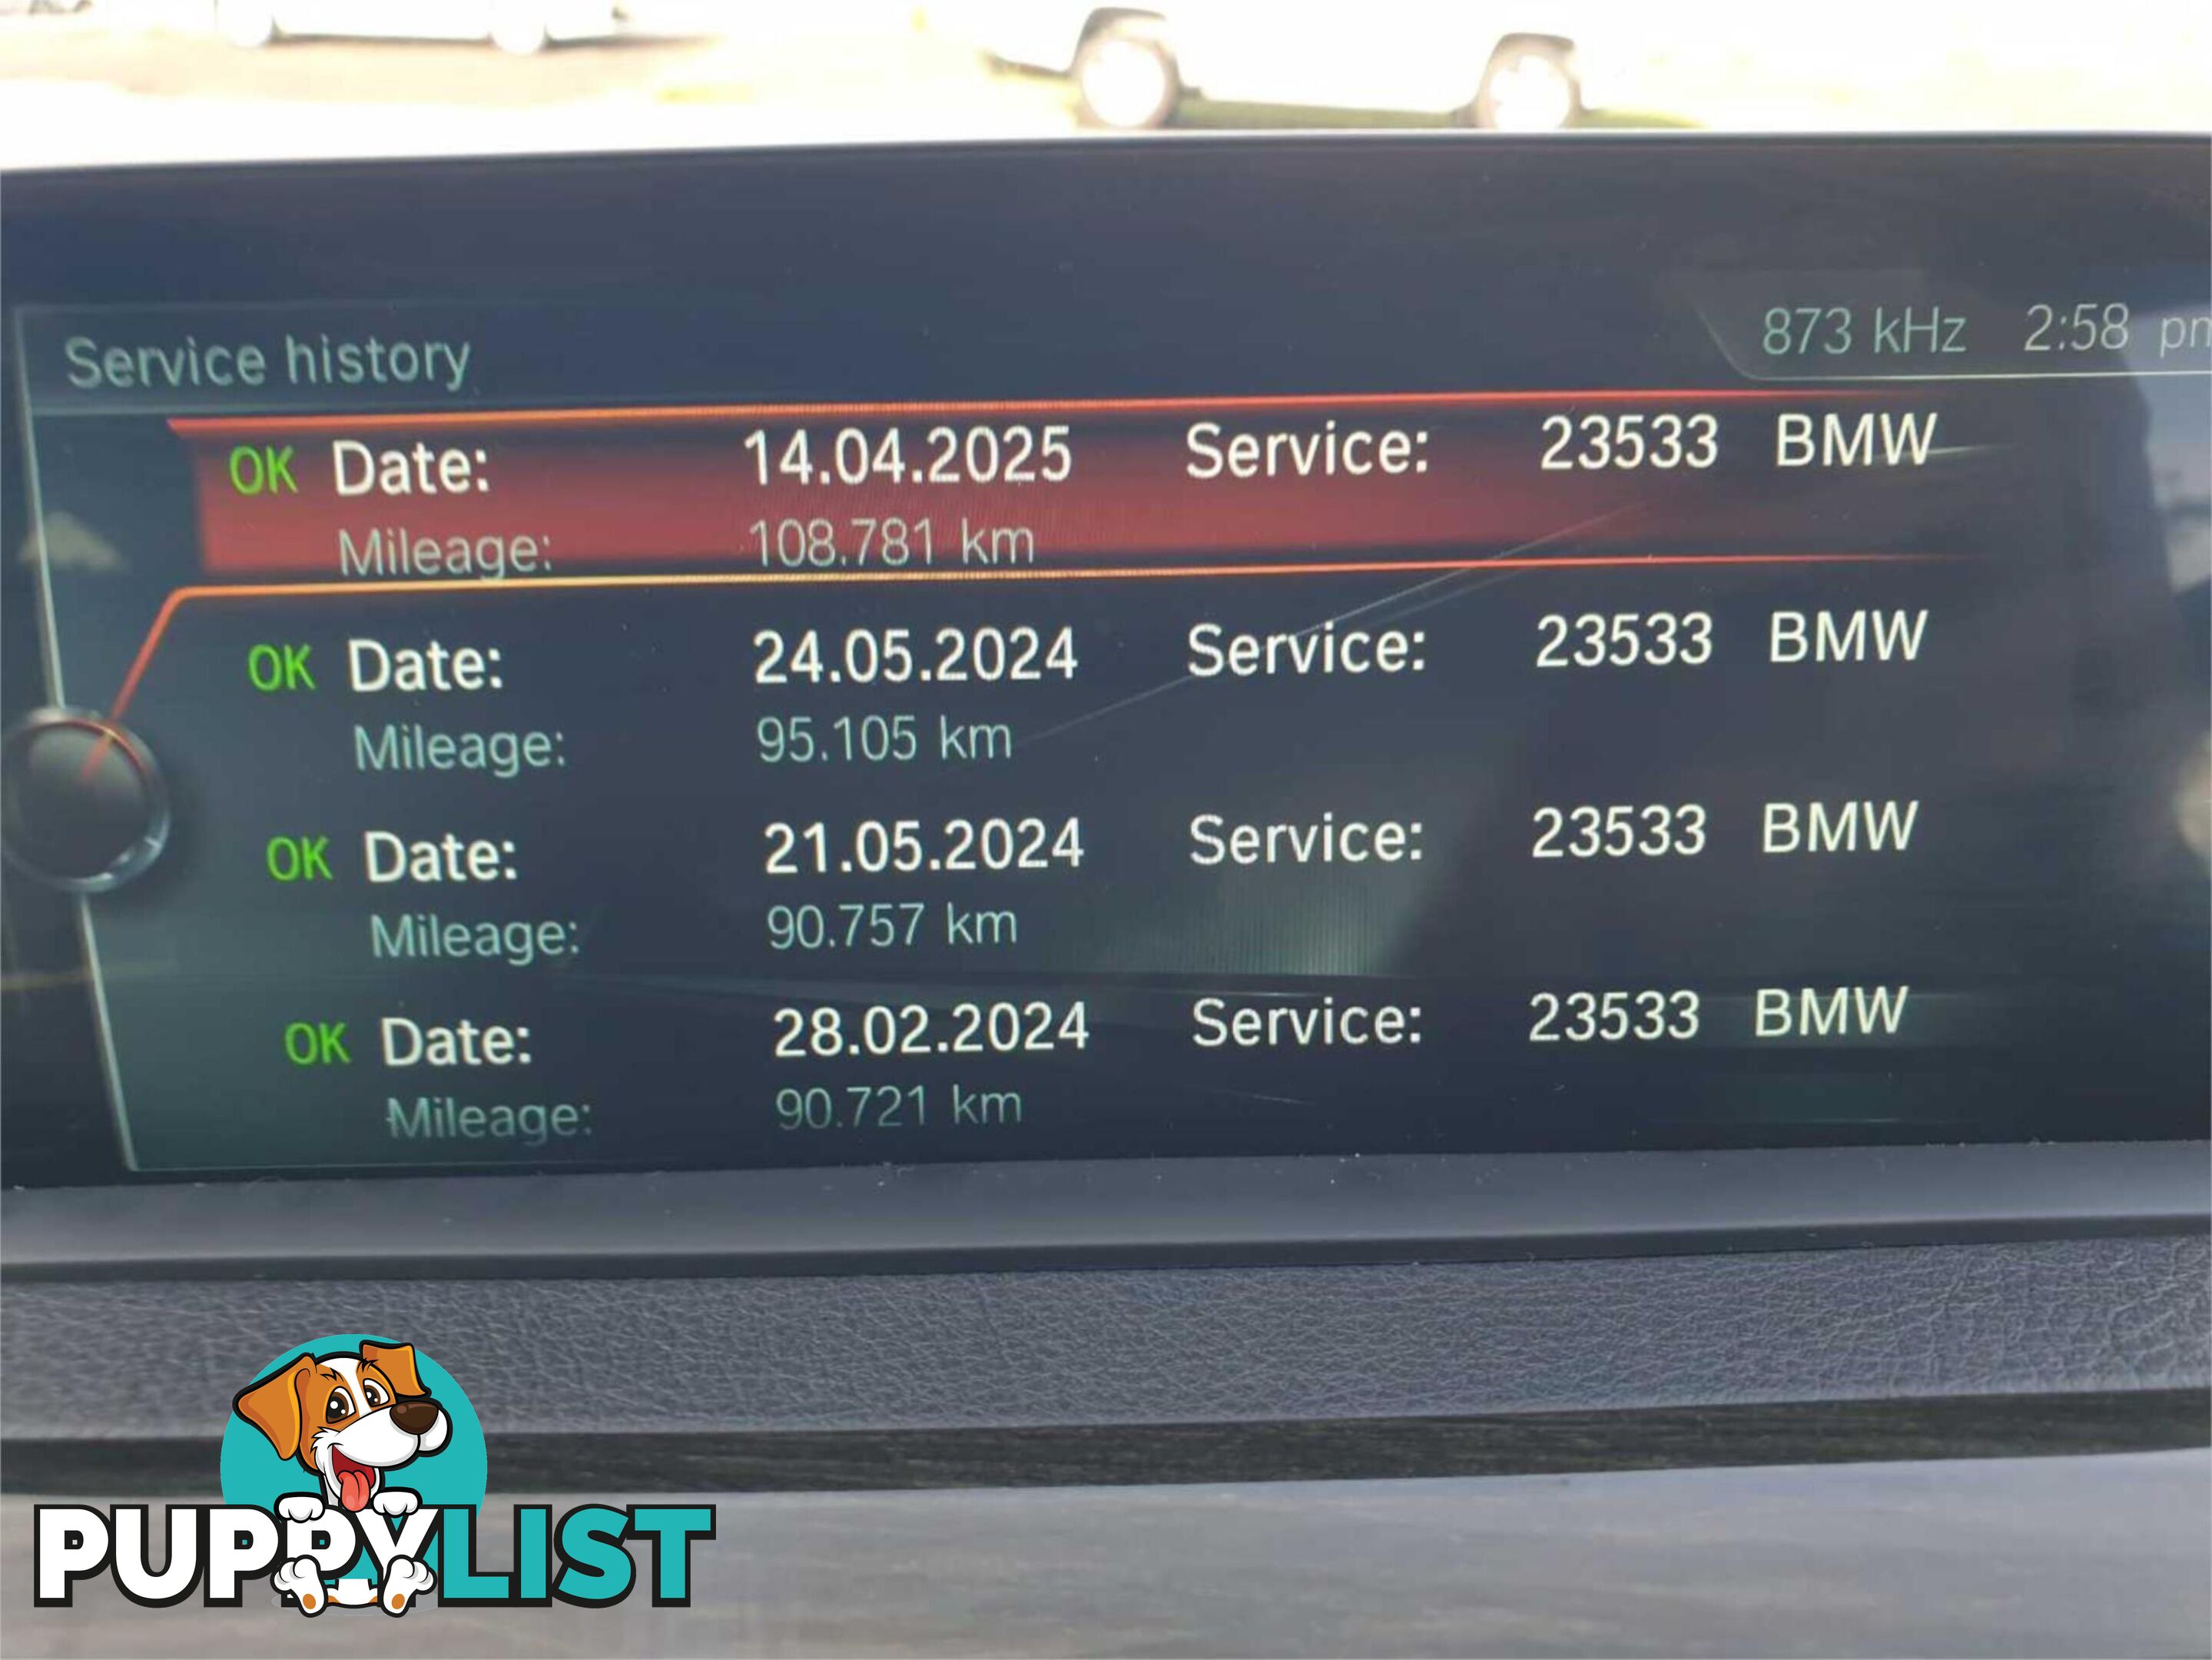 Service history
873 kHz 2:58 pm
OK Date: 14.04.2025 Service: 23533 BMW
Mileage: 108.781 km
OK Date: 24.05.2024 Service: 23533 BMW
Mileage: 95.105 km
OK Date: 21.05.2024 Service: 23533 BMW
Mileage: 90.757 km
OK Date: 28.02.2024 Service: 23533 BMW
Mileage: 90.721 km
PUPPYLIST